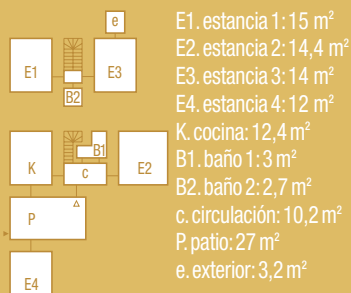 e
E1
E3
B2
B1
K
c
E2
P
E4
E1. estancia 1: 15 m²
E2. estancia 2: 14,4 m²
E3. estancia 3: 14 m²
E4. estancia 4: 12 m²
K. cocina: 12,4 m²
B1. baño 1: 3 m²
B2. baño 2: 2,7 m²
c. circulación: 10,2 m²
P. patio: 27 m²
e. exterior: 3,2 m²